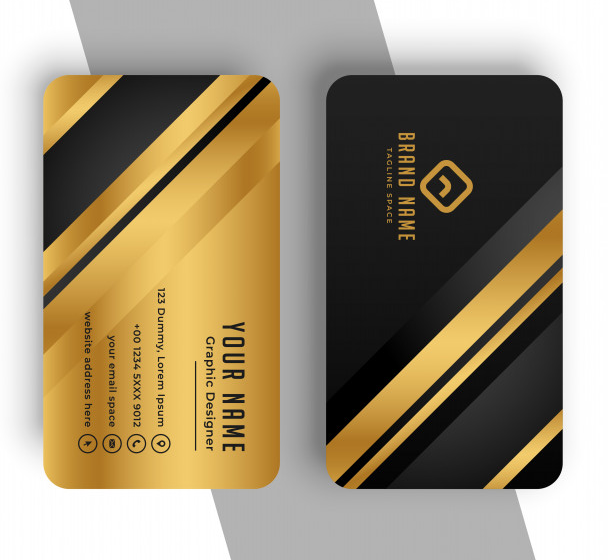 YOUR NAME
Graphic Designer
123 Dummy, Lorem Ipsum
+00 1234 5XXX 9012
your email space
website address here
BRAND NAME
TAGLINE SPACE